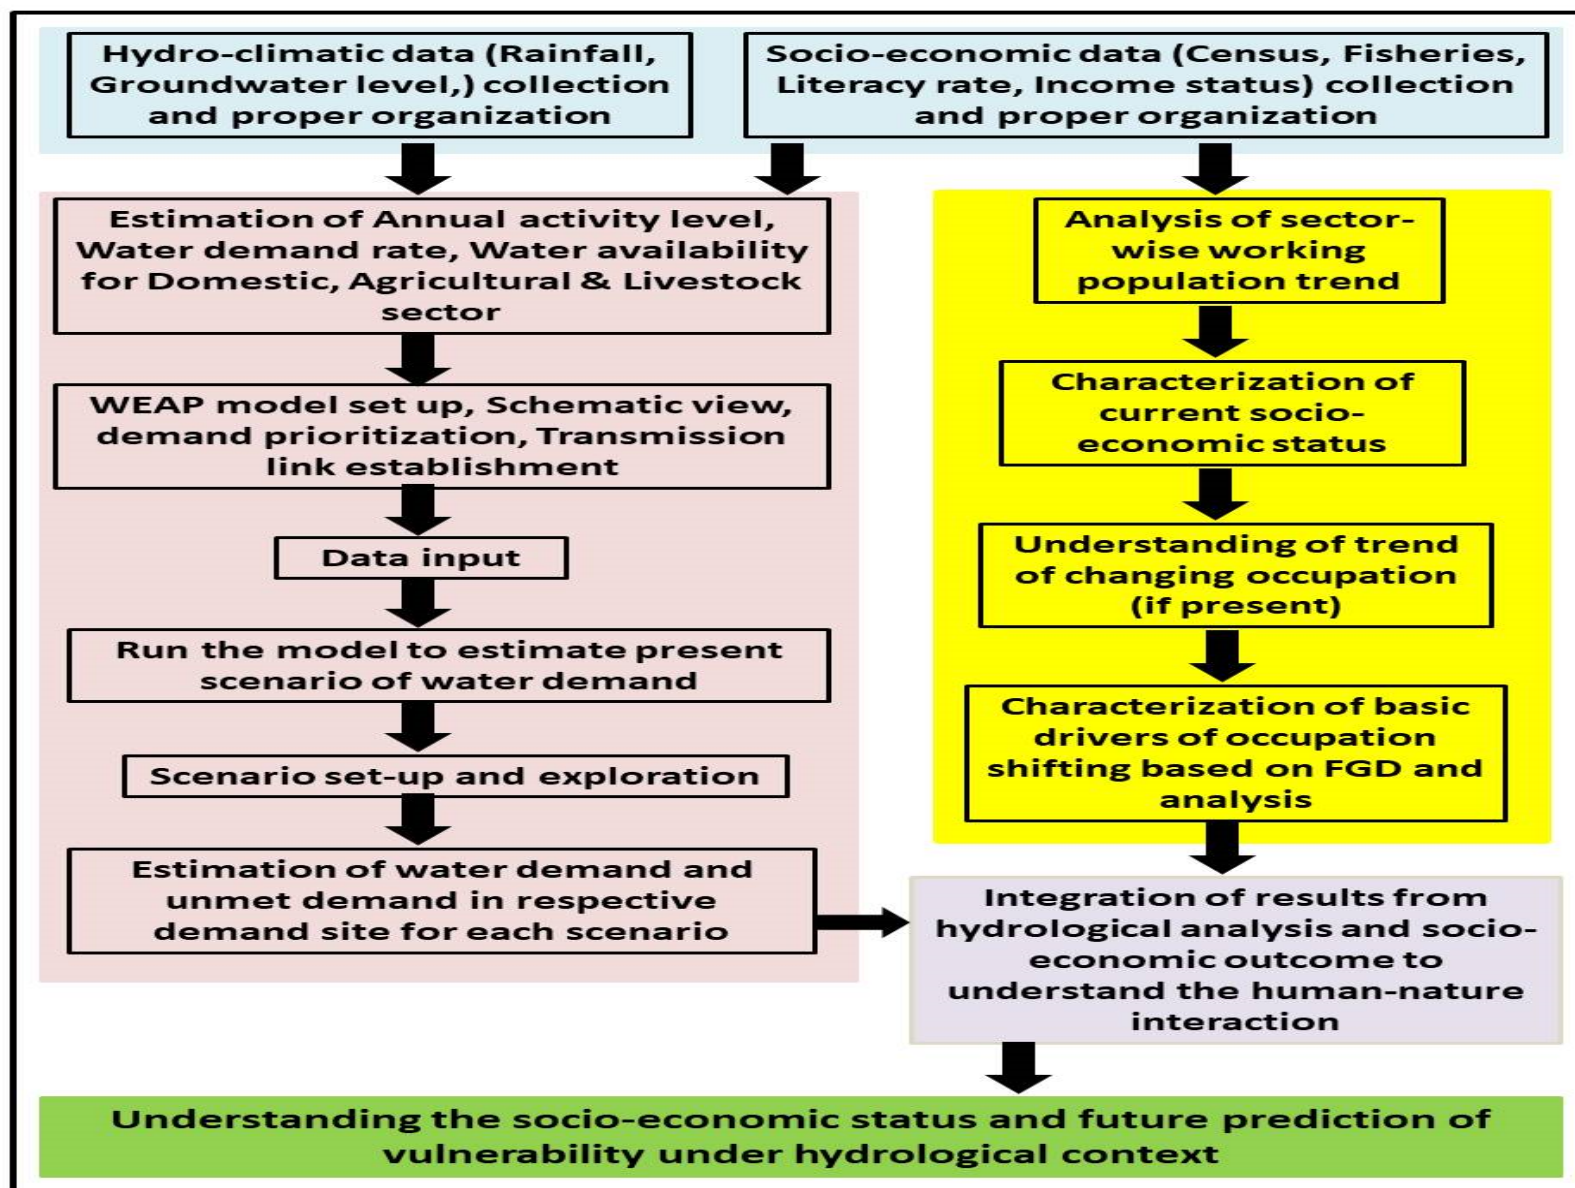 Hydro-climatic data (Rainfall,
Groundwater level,) collection
and proper organization
Socio-economic data (Census, Fisheries,
Literacy rate, Income status) collection
and proper organization
Estimation of Annual activity level,
Water demand rate, Water availability
for Domestic, Agricultural & Livestock
sector
WEAP model set up, Schematic view,
demand prioritization, Transmission
link establishment
Data input
Run the model to estimate present
scenario of water demand
Scenario set-up and exploration
Estimation of water demand and
unmet demand in respective
demand site for each scenario
Analysis of sector-
wise working
population trend
Characterization of
current socio-
economic status
Understanding of trend
of changing occupation
(if present)
Characterization of basic
drivers of occupation
shifting based on FGD and
analysis
Integration of results from
hydrological analysis and socio-
economic outcome to
understand the human-nature
interaction
Understanding the socio-economic status and future prediction of
vulnerability under hydrological context